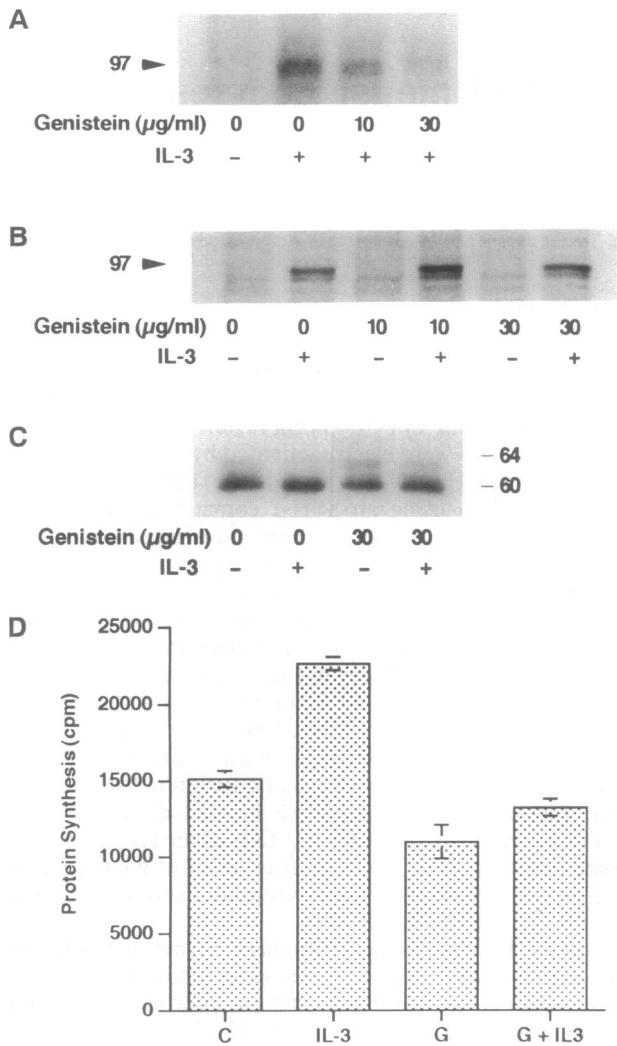 A
97
Genistein (µg/ml) 0 0 10 30
IL-3 – + + +
B
97
Genistein (µg/ml) 0 0 10 10 30 30
IL-3 – + – + – +
C
– 64
– 60
Genistein (µg/ml) 0 0 30 30
IL-3 – + – +
D
25000
20000
15000
10000
5000
0
Protein Synthesis (cpm)
C IL-3 G G + IL3